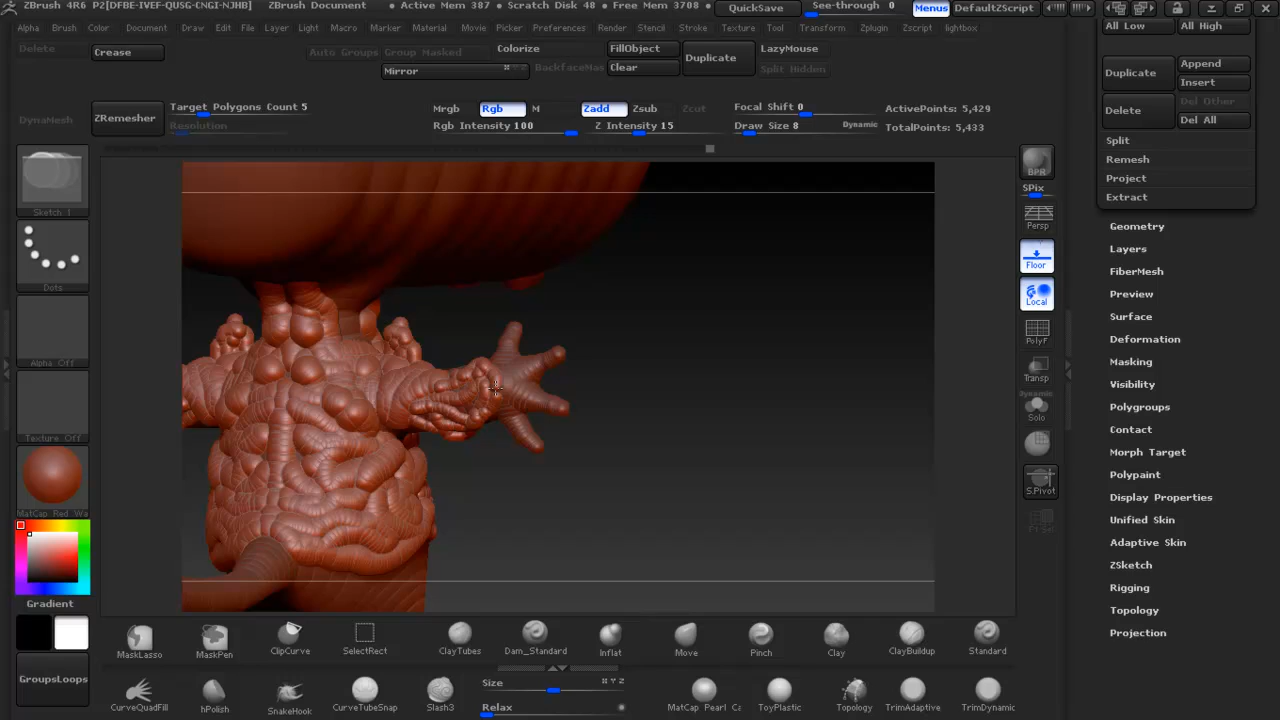 ZBrush 4R6 P2[DFBE-IVEF-QUSG-CNGI-NJHB] ZBrush Document • Active Mem 387 • Scratch Disk 48 • Free Mem 3708 • QuickSave See-through 0 Menus DefaultZScript
Alpha Brush Color Document Draw Edit File Layer Light Macro Marker Material Movie Picker Preferences Render Stencil Stroke Texture Tool Transform Zplugin Zscript lightbox
Delete Crease Auto Groups Group Masked Colorize FillObject LazyMouse
Mirror BackfaceMas Clear Duplicate Split Hidden
DynaMesh ZRemesher Target Polygons Count 5 Mrgb Rgb M Zadd Zsub Zcut Focal Shift 0 ActivePoints: 5,429
Resolution Rgb Intensity 100 Z Intensity 15 Draw Size 8 Dynamic TotalPoints: 5,433
Sketch 1
Dots
Alpha Off
Texture Off
MatCap Red Wa
Gradient
GroupsLoops
BPR
SPix
Persp
Floor
Local
PolyF
Transp
Dynamic
Solo
S.Pivot
All Low All High
Duplicate Append
Insert
Delete Del Other
Del All
Split
Remesh
Project
Extract
Geometry
Layers
FiberMesh
Preview
Surface
Deformation
Masking
Visibility
Polygroups
Contact
Morph Target
Polypaint
Display Properties
Unified Skin
Adaptive Skin
ZSketch
Rigging
Topology
Projection
MaskLasso MaskPen ClipCurve SelectRect ClayTubes Dam_Standard Inflat Move Pinch Clay ClayBuildup Standard
CurveQuadFill hPolish SnakeHook CurveTubeSnap Slash3 Size X Y Z MatCap Pearl Ca ToyPlastic Topology TrimAdaptive TrimDynamic
Relax